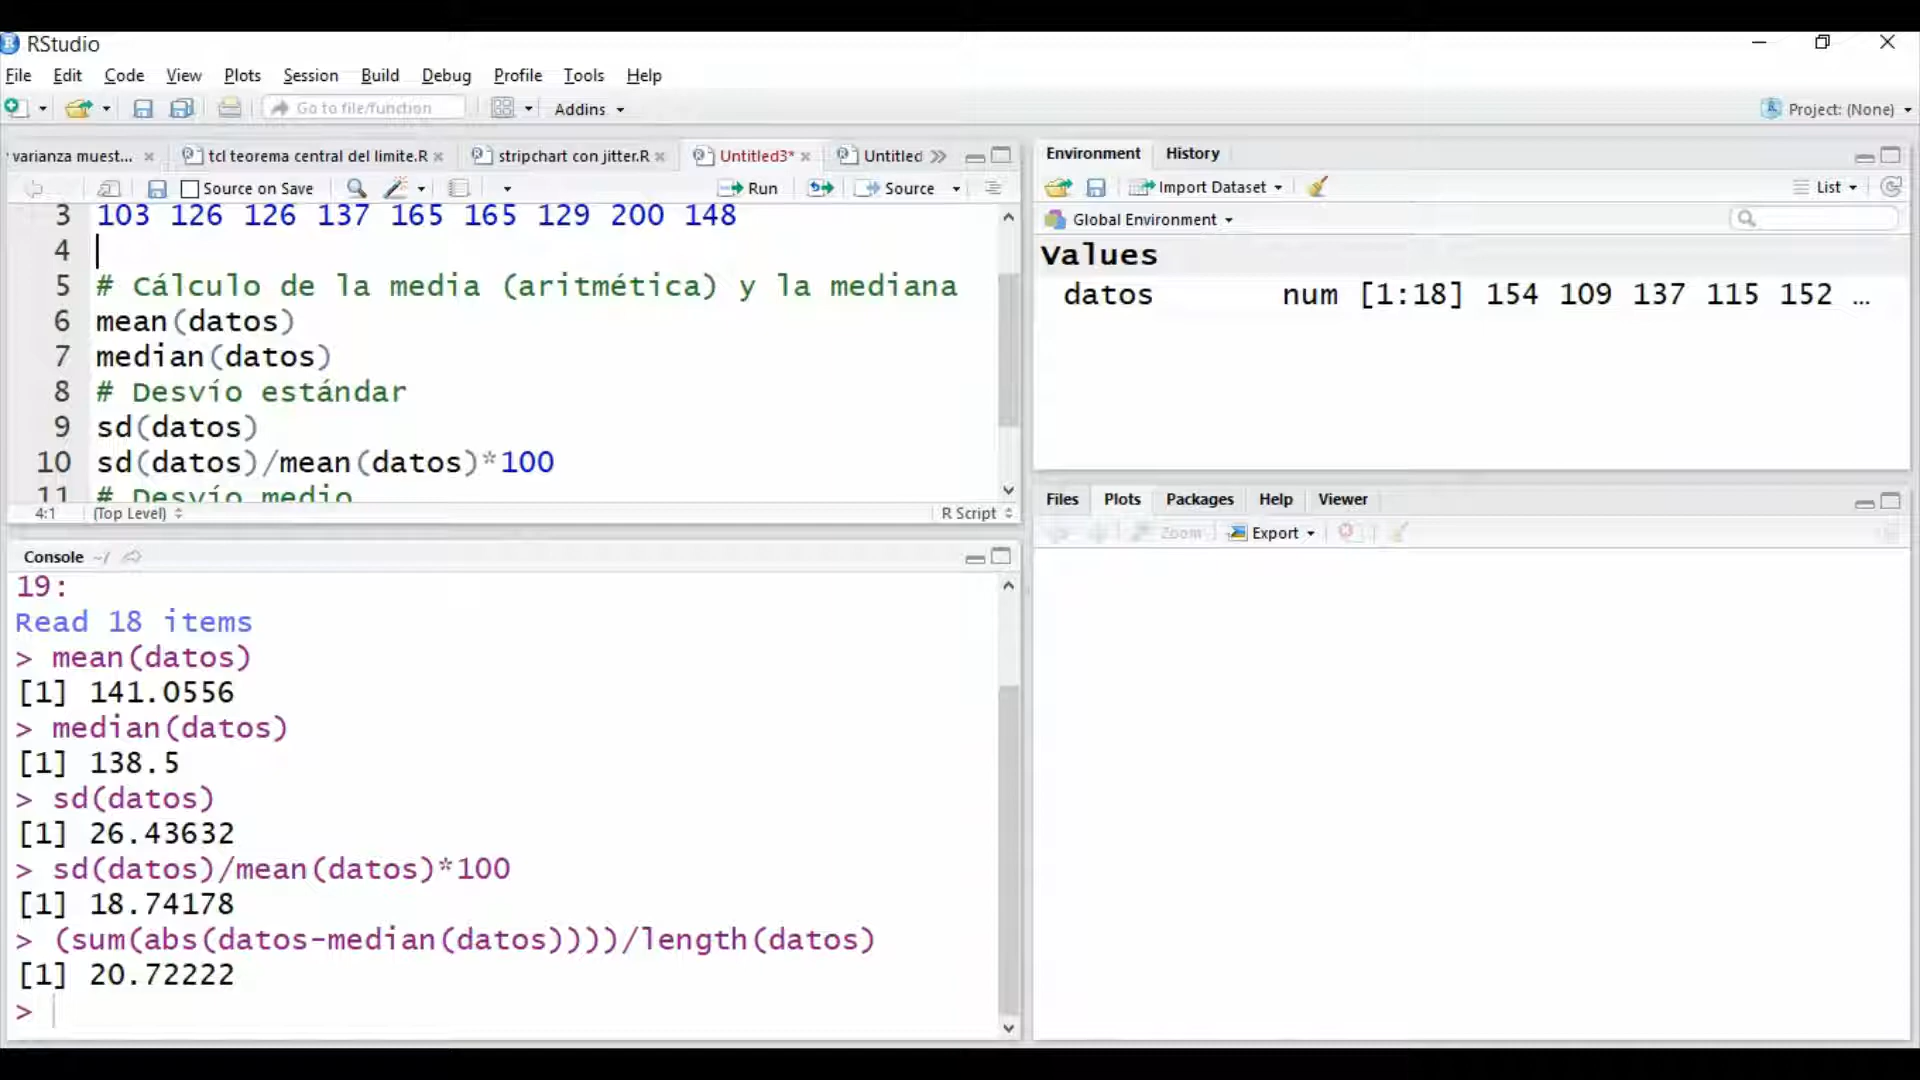 RStudio
File Edit Code View Plots Session Build Debug Profile Tools Help
Go to file/function Addins Project: (None)
varianza muest... tcl teorema central del limite.R stripchart con jitter.R Untitled3* Untitled
Source on Save Run Source
3 103 126 126 137 165 165 129 200 148
4
5 # Cálculo de la media (aritmética) y la mediana
6 mean(datos)
7 median(datos)
8 # Desvío estándar
9 sd(datos)
10 sd(datos)/mean(datos)*100
11 # Desvío medio
4:1 (Top Level) R Script
Console ~/
19:
Read 18 items
> mean(datos)
[1] 141.0556
> median(datos)
[1] 138.5
> sd(datos)
[1] 26.43632
> sd(datos)/mean(datos)*100
[1] 18.74178
> (sum(abs(datos-median(datos))))/length(datos)
[1] 20.72222
>
Environment History
Import Dataset List
Global Environment
Values
datos num [1:18] 154 109 137 115 152 ...
Files Plots Packages Help Viewer
Zoom Export